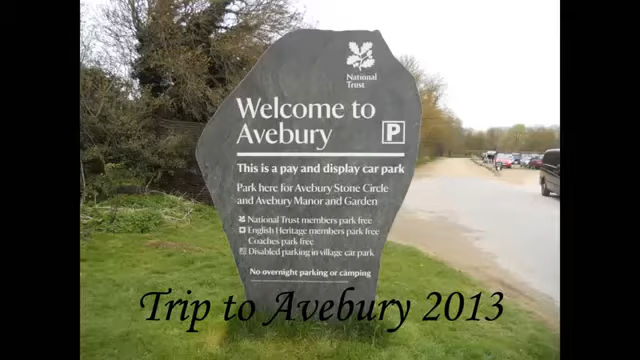 National
Trust
Welcome to
Avebury
P
This is a pay and display car park
Park here for Avebury Stone Circle
and Avebury Manor and Garden
National Trust members park free
English Heritage members park free
Coaches park free
Disabled parking in village car park
No overnight parking or camping
Trip to Avebury 2013